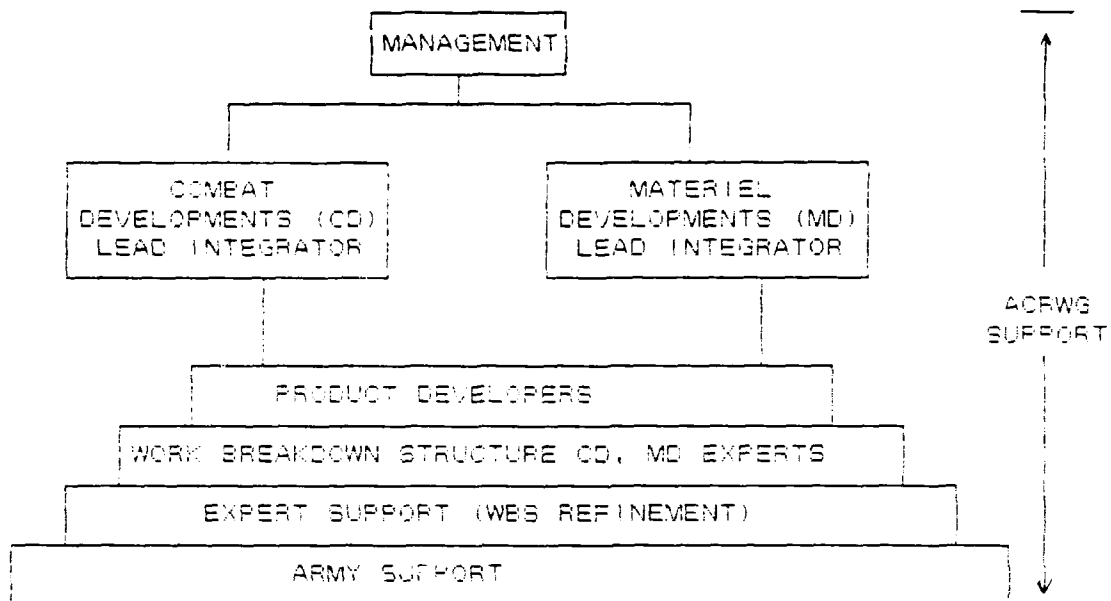 MANAGEMENT
COMBAT
DEVELOPMENTS (CD)
LEAD INTEGRATOR
MATERIEL
DEVELOPMENTS (MD)
LEAD INTEGRATOR
ACRWG
SUPPORT
PRODUCT DEVELOPERS
WORK BREAKDOWN STRUCTURE CD, MD EXPERTS
EXPERT SUPPORT (WBS REFINEMENT)
ARMY SUPPORT